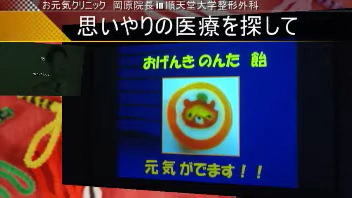 お元気クリニック 岡原院長 in 順天堂大学整形外科
思いやりの医療を探して
おげんき のんた 飴
元気がでます！！